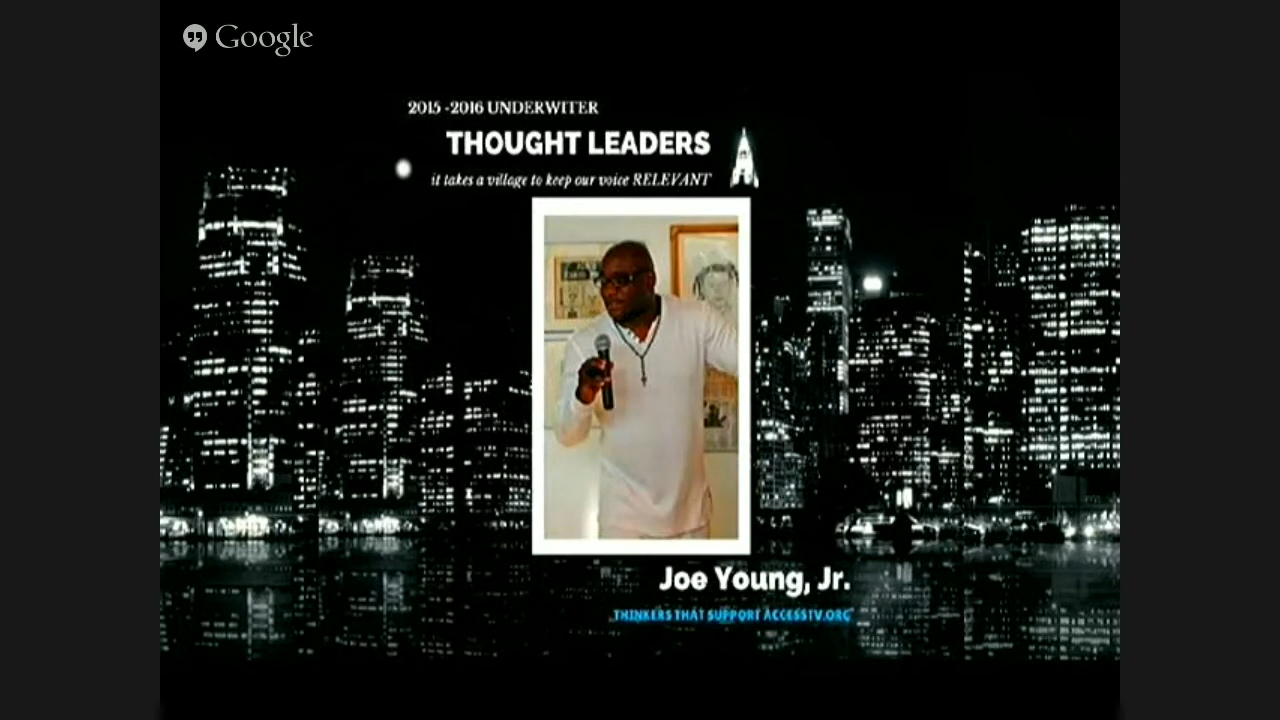 Google
2015 -2016 UNDERWITER
THOUGHT LEADERS
it takes a village to keep our voice RELEVANT
Joe Young, Jr.
THINKERS THAT SUPPORT ACCESSTV.ORG